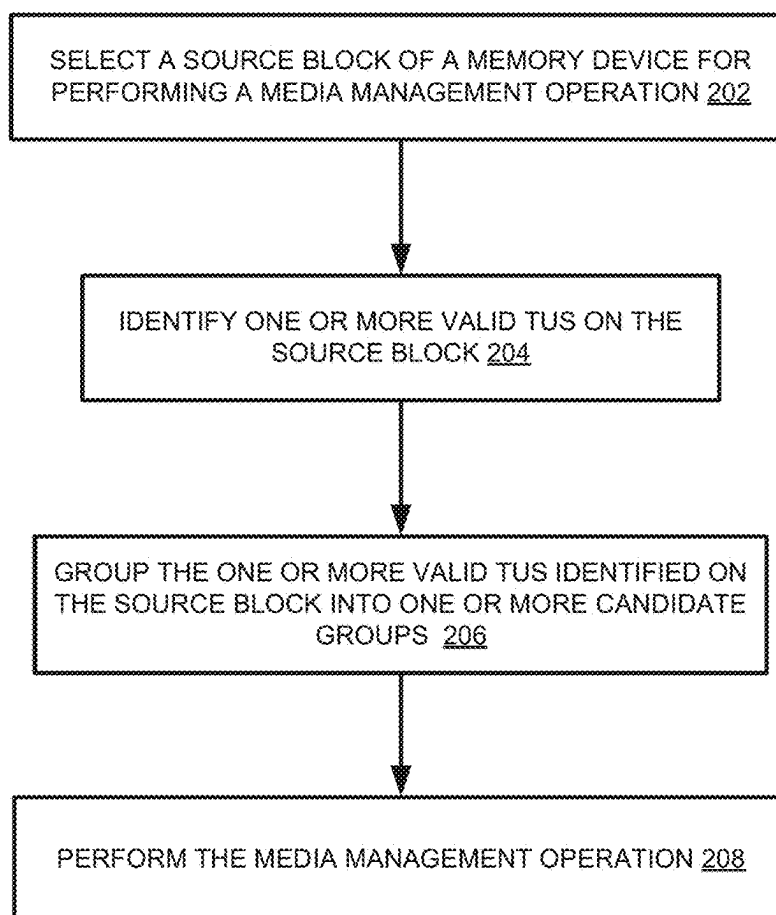 SELECT A SOURCE BLOCK OF A MEMORY DEVICE FOR
PERFORMING A MEDIA MANAGEMENT OPERATION 202
IDENTIFY ONE OR MORE VALID TUS ON THE
SOURCE BLOCK 204
GROUP THE ONE OR MORE VALID TUS IDENTIFIED ON
THE SOURCE BLOCK INTO ONE OR MORE CANDIDATE
GROUPS 206
PERFORM THE MEDIA MANAGEMENT OPERATION 208